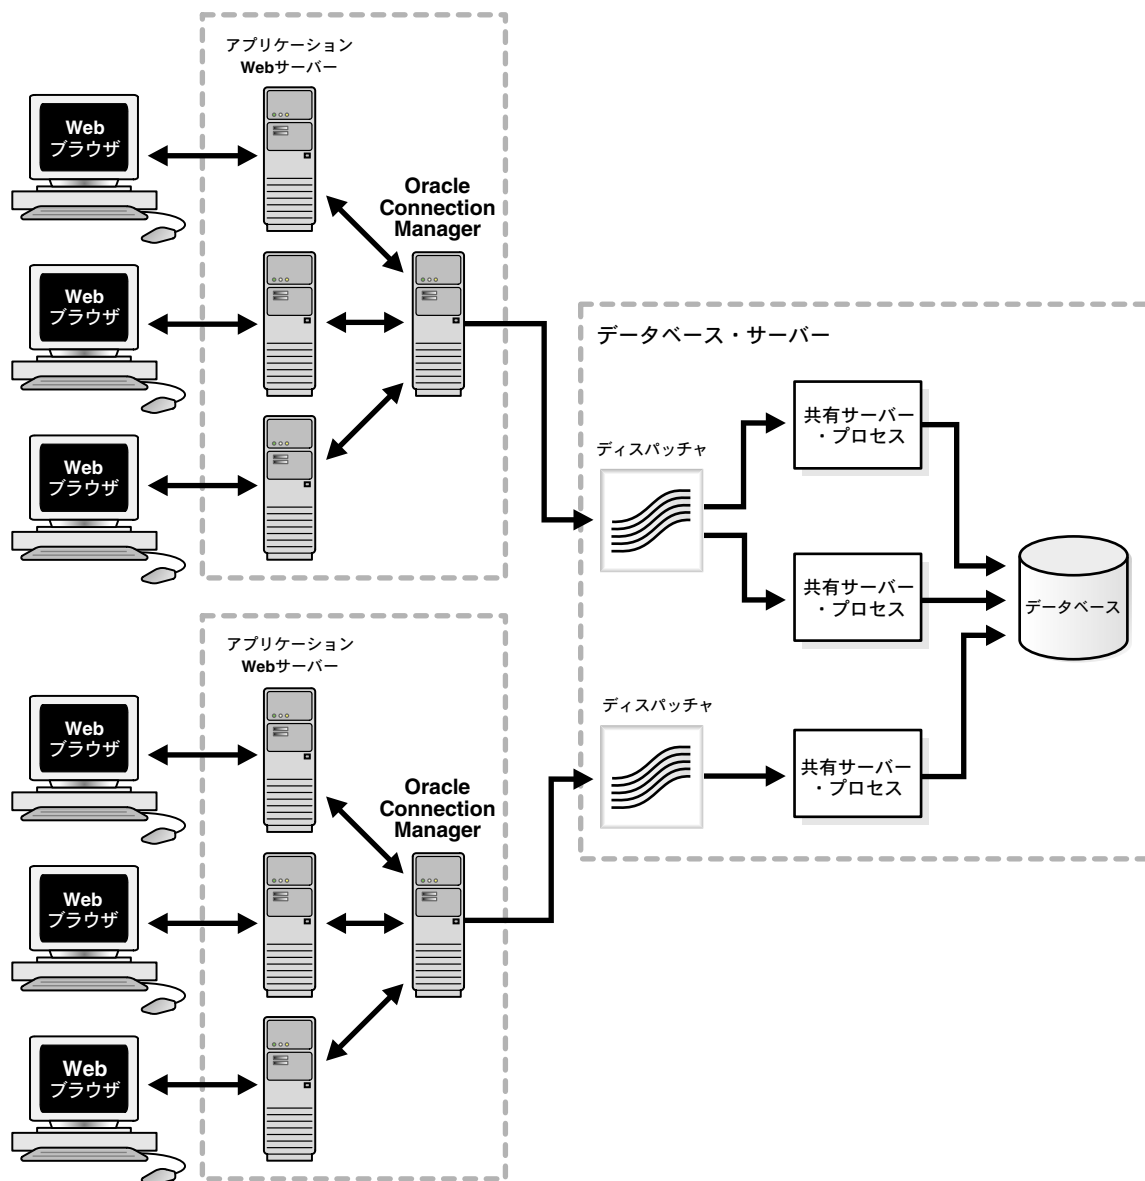 アプリケーション
Webサーバー
Web
ブラウザ
Oracle
Connection
Manager
Web
ブラウザ
Web
ブラウザ
データベース・サーバー
ディスパッチャ
共有サーバー
・プロセス
共有サーバー
・プロセス
データベース
アプリケーション
Webサーバー
Web
ブラウザ
Oracle
Connection
Manager
Web
ブラウザ
Web
ブラウザ
ディスパッチャ
共有サーバー
・プロセス